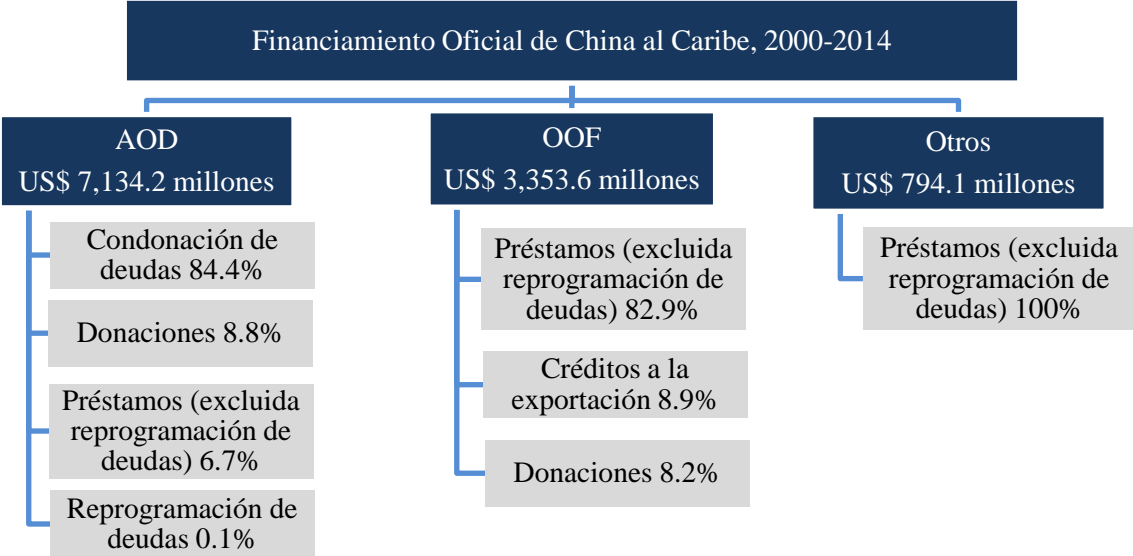 Financiamiento Oficial de China al Caribe, 2000-2014
AOD
US$ 7,134.2 millones
Condonación de
deudas 84.4%
Donaciones 8.8%
Préstamos (excluida
reprogramación de
deudas) 6.7%
Reprogramación de
deudas 0.1%
OOF
US$ 3,353.6 millones
Préstamos (excluida
reprogramación de
deudas) 82.9%
Créditos a la
exportación 8.9%
Donaciones 8.2%
Otros
US$ 794.1 millones
Préstamos (excluida
reprogramación de
deudas) 100%